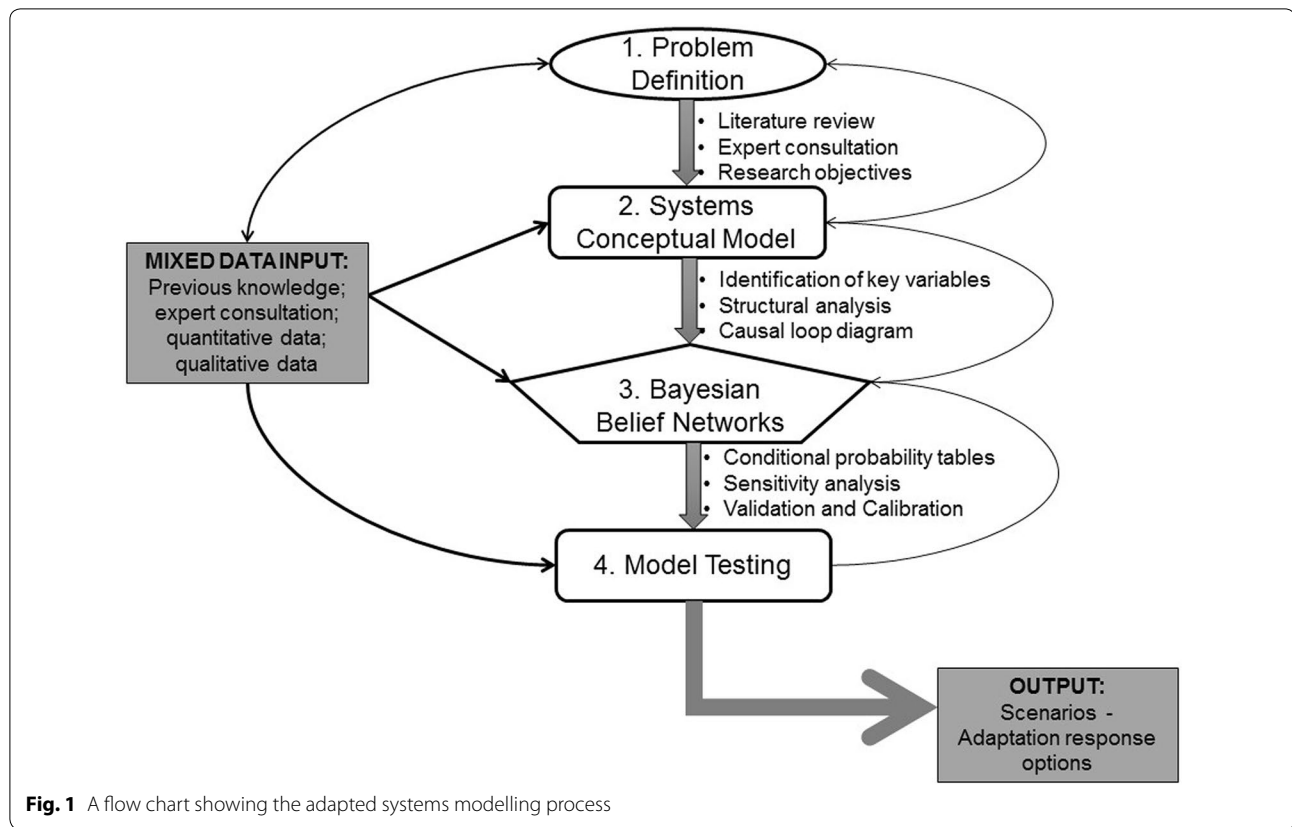 1. Problem
Definition
• Literature review
• Expert consultation
• Research objectives
2. Systems
Conceptual Model
MIXED DATA INPUT:
Previous knowledge;
expert consultation;
quantitative data;
qualitative data
• Identification of key variables
• Structural analysis
• Causal loop diagram
3. Bayesian
Belief Networks
• Conditional probability tables
• Sensitivity analysis
• Validation and Calibration
4. Model Testing
OUTPUT:
Scenarios -
Adaptation response
options
Fig. 1 A flow chart showing the adapted systems modelling process